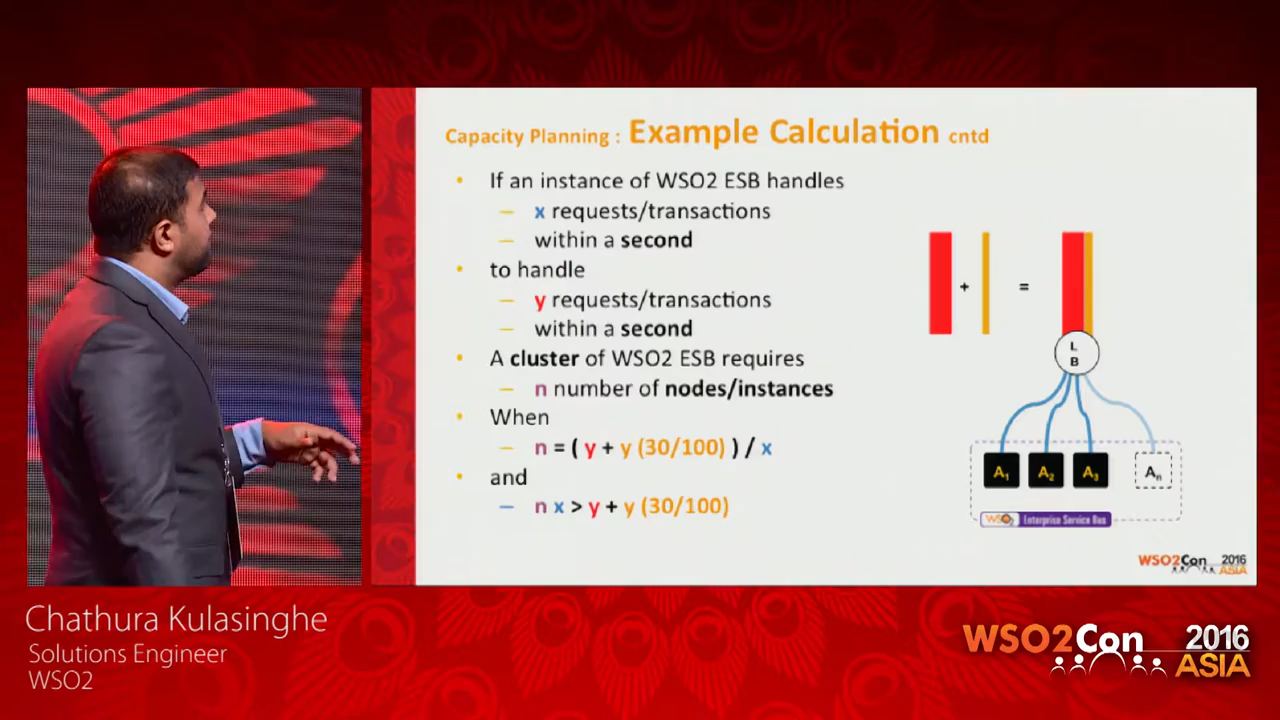 Capacity Planning : Example Calculation cntd
• If an instance of WSO2 ESB handles
– x requests/transactions
– within a second
• to handle
– y requests/transactions
– within a second
• A cluster of WSO2 ESB requires
– n number of nodes/instances
• When
– n = ( y + y (30/100) ) / x
• and
– n x > y + y (30/100)
+ =
L
B
A1 A2 A3 An
WSO2 Enterprise Service Bus
WSO2Con 2016
ASIA
Chathura Kulasinghe
Solutions Engineer
WSO2
WSO2Con 2016
ASIA